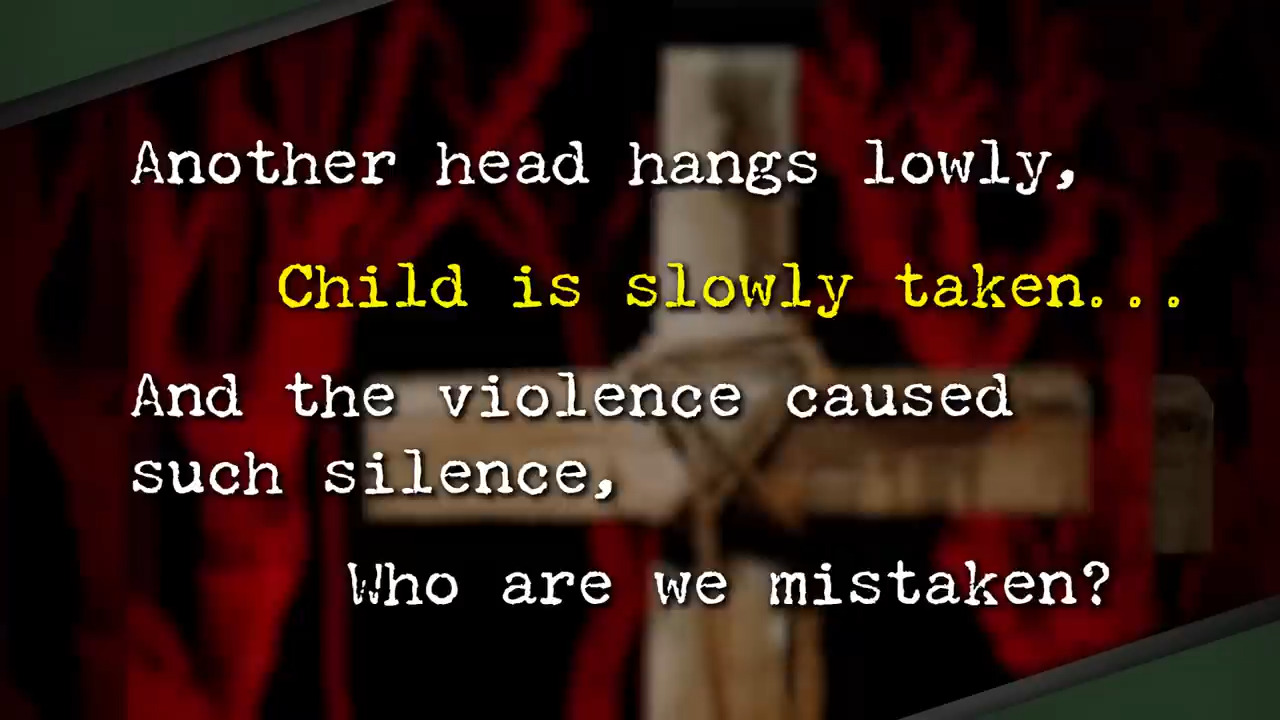 Another head hangs lowly,
Child is slowly taken...
And the violence caused
such silence,
Who are we mistaken?